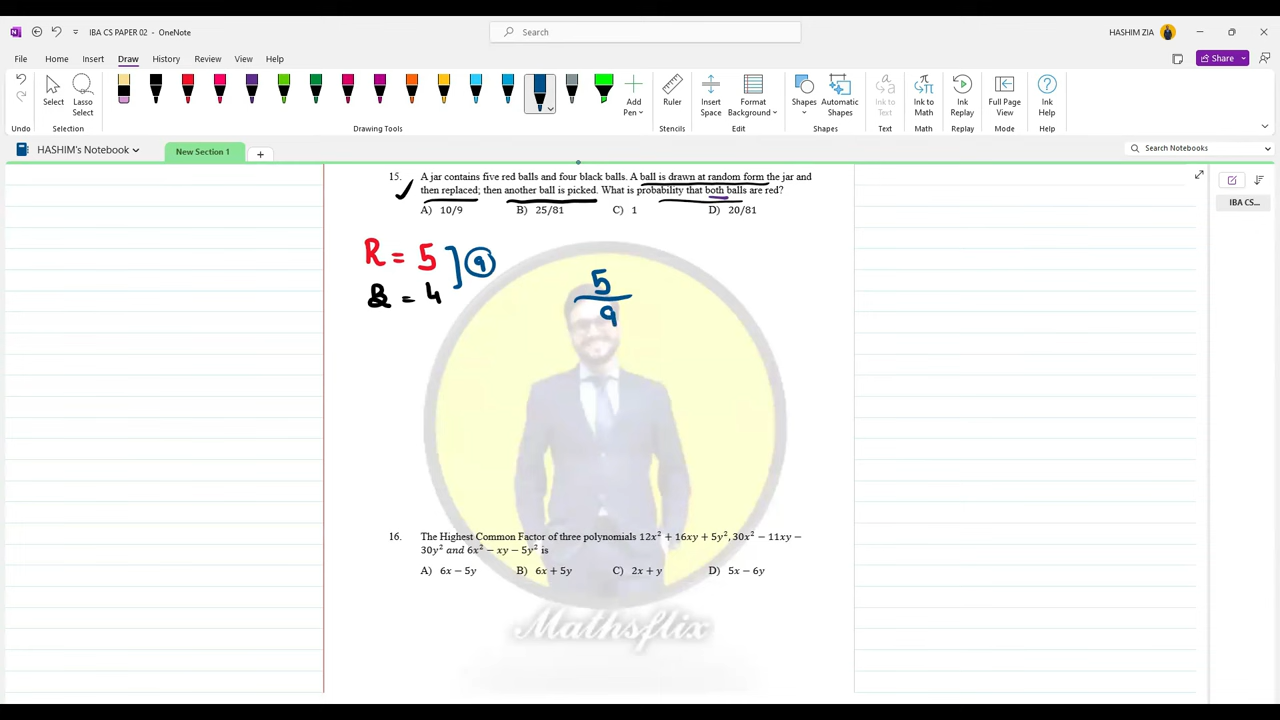 IBA CS PAPER 02 - OneNote
Search
HASHIM ZIA
File Home Insert Draw History Review View Help
Share
Undo
Select
Lasso Select
Selection
Add Pen
Drawing Tools
Ruler
Stencils
Insert Space
Format Background
Edit
Shapes
Automatic Shapes
Shapes
Ink to Text
Text
Ink to Math
Math
Ink Replay
Replay
Full Page View
Mode
Ink Help
Help
HASHIM's Notebook
New Section 1
Search Notebooks
IBA CS...
15. A jar contains five red balls and four black balls. A ball is drawn at random form the jar and
then replaced; then another ball is picked. What is probability that both balls are red?
A) 10/9 B) 25/81 C) 1 D) 20/81
R = 5
B = 4
9
5
9
16. The Highest Common Factor of three polynomials 12x² + 16xy + 5y², 30x² − 11xy −
30y² and 6x² − xy − 5y² is
A) 6x − 5y B) 6x + 5y C) 2x + y D) 5x − 6y
Mathsflix